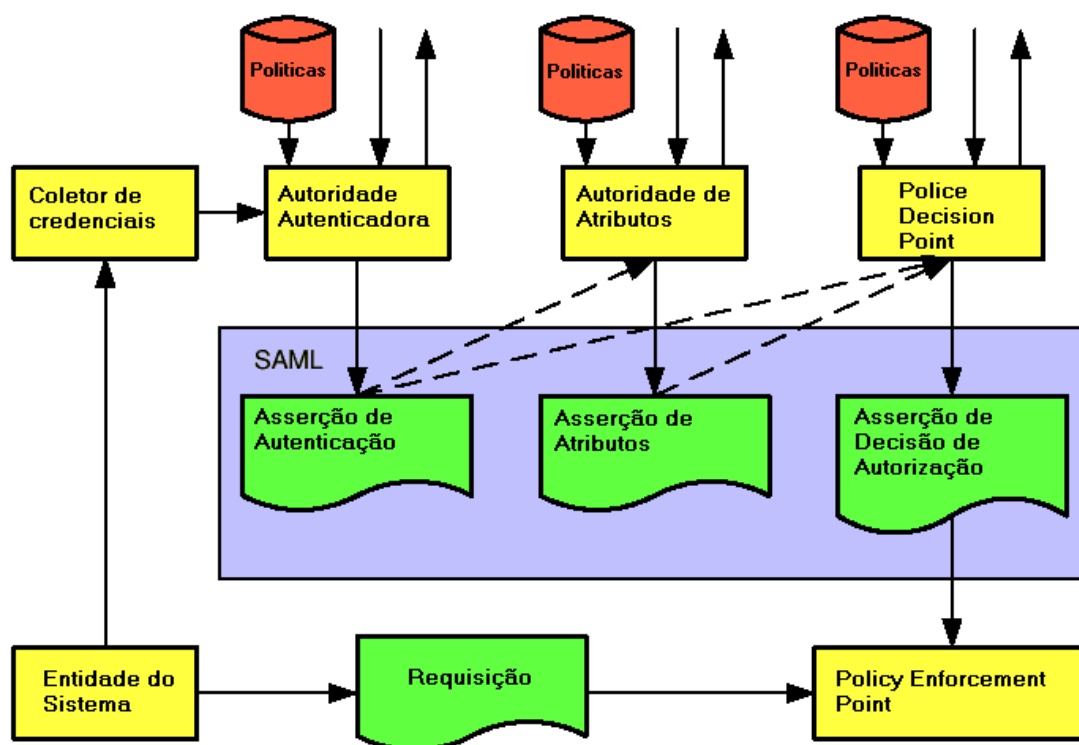 Politicas
Politicas
Politicas
Coletor de
credenciais
Autoridade
Autenticadora
Autoridade de
Atributos
Police
Decision
Point
SAML
Asserção de
Autenticação
Asserção de
Atributos
Asserção de
Decisão de
Autorização
Entidade do
Sistema
Requisição
Policy Enforcement
Point